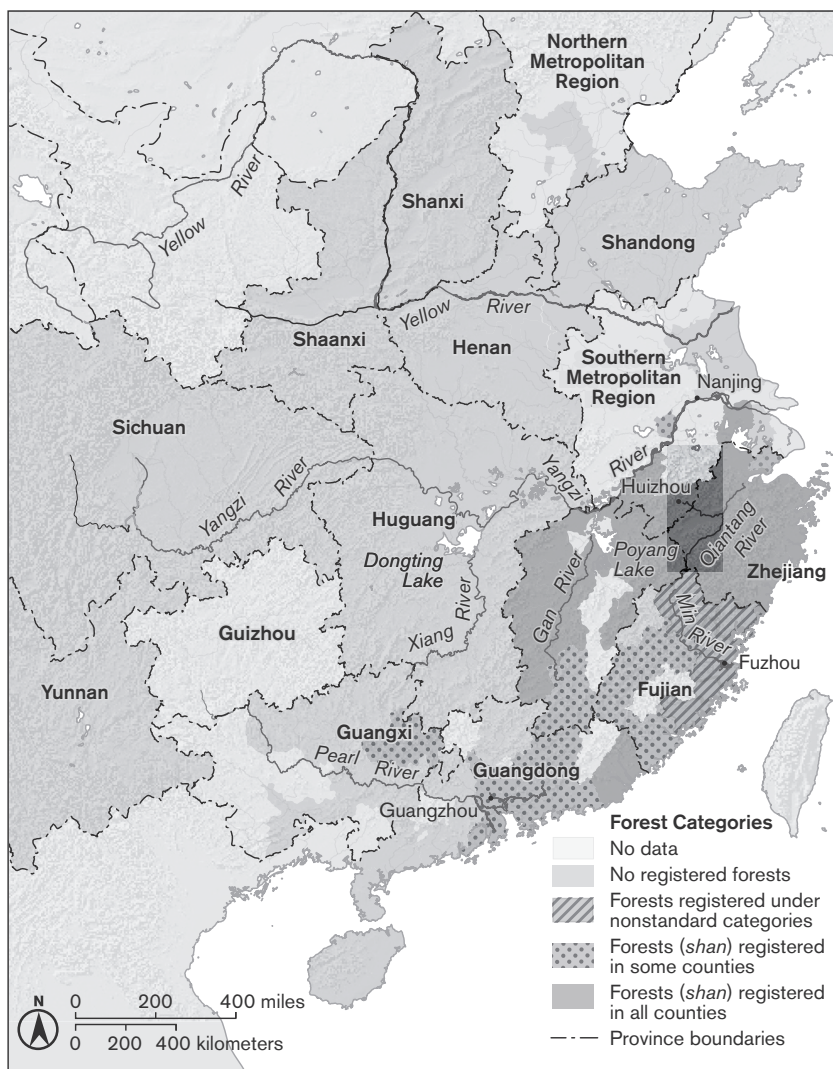 Northern
Metropolitan
Region
Yellow
River
Shanxi
Shandong
Yellow
River
Shaanxi
Henan
Southern
Metropolitan
Region
Nanjing
Sichuan
Yangzi
River
Yangzi
River
Huizhou
Huguang
Dongting
Lake
Poyang
Lake
Qiantang
River
Zhejiang
Gan
River
Xiang
River
Min
River
Guizhou
Fuzhou
Yunnan
Fujian
Guangxi
Pearl
River
Guangdong
Guangzhou
Forest Categories
No data
No registered forests
Forests registered under
nonstandard categories
Forests (shan) registered
in some counties
Forests (shan) registered
in all counties
Province boundaries
N
0 200 400 miles
0 200 400 kilometers